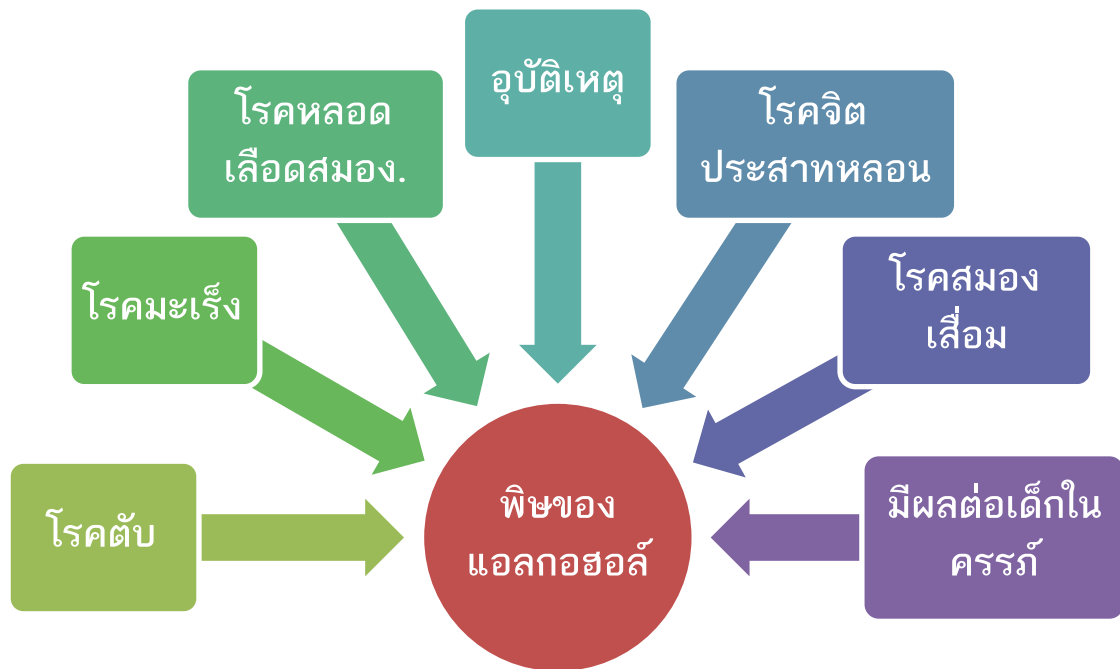 อุบัติเหตุ
โรคหลอด
เลือดสมอง.
โรคจิต
ประสาทหลอน
โรคมะเร็ง
โรคสมอง
เสื่อม
โรคตับ
พิษของ
แอลกอฮอล์
มีผลต่อเด็กใน
ครรภ์